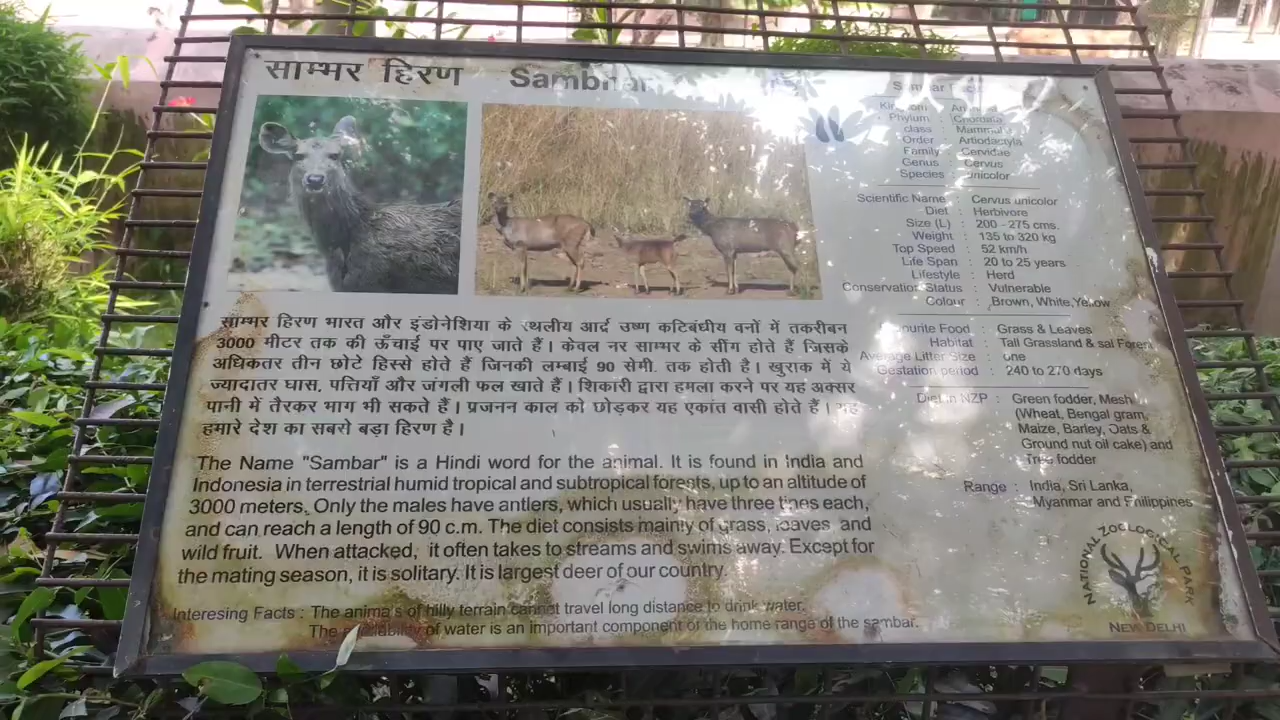 साम्भर हिरण Sambhar
Sambar
Kingdom :
Phylum : Chordata
class : Mammal
Order : Artiodactyla
Family : Cervidae
Genus : Cervus
Species : unicolor
Scientific Name : Cervus unicolor
Diet : Herbivore
Size (L) : 200 - 275 cms.
Weight : 135 to 320 kg
Top Speed : 52 km/h
Life Span : 20 to 25 years
Lifestyle : Herd
Conservation Status : Vulnerable
Colour : Brown, White,Yellow
Favourite Food : Grass & Leaves
Habitat : Tall Grassland & sal Forest
Average Litter Size : one
Gestation period : 240 to 270 days
Diet in NZP : Green fodder, Mesh
(Wheat, Bengal gram,
Maize, Barley, Oats &
Ground nut oil cake) and
Tree fodder
Range : India, Sri Lanka,
Myanmar and Philippines
साम्भर हिरण भारत और इंडोनेशिया के स्थलीय आर्द उष्ण कटिबंधीय वनों में तकरीबन
3000 मीटर तक की ऊँचाई पर पाए जाते हैं। केवल नर साम्भर के सींग होते हैं जिसके
अधिकतर तीन छोटे हिस्से होते हैं जिनकी लम्बाई 90 सेमी. तक होती है। खुराक में ये
ज्यादातर घास, पत्तियाँ और जंगली फल खाते हैं। शिकारी द्वारा हमला करने पर यह अक्सर
पानी में तैरकर भाग भी सकते हैं। प्रजनन काल को छोड़कर यह एकांत वासी होते हैं। यह
हमारे देश का सबसे बड़ा हिरण है।
The Name "Sambar" is a Hindi word for the animal. It is found in India and
Indonesia in terrestrial humid tropical and subtropical forests, up to an altitude of
3000 meters. Only the males have antlers, which usually have three tines each,
and can reach a length of 90 c.m. The diet consists mainly of grass, leaves and
wild fruit. When attacked, it often takes to streams and swims away. Except for
the mating season, it is solitary. It is largest deer of our country.
Interesing Facts : The animals of hilly terrain cannot travel long distance to drink water.
The availability of water is an important component of the home range of the sambar.
NATIONAL ZOOLOGICAL PARK
NEW DELHI